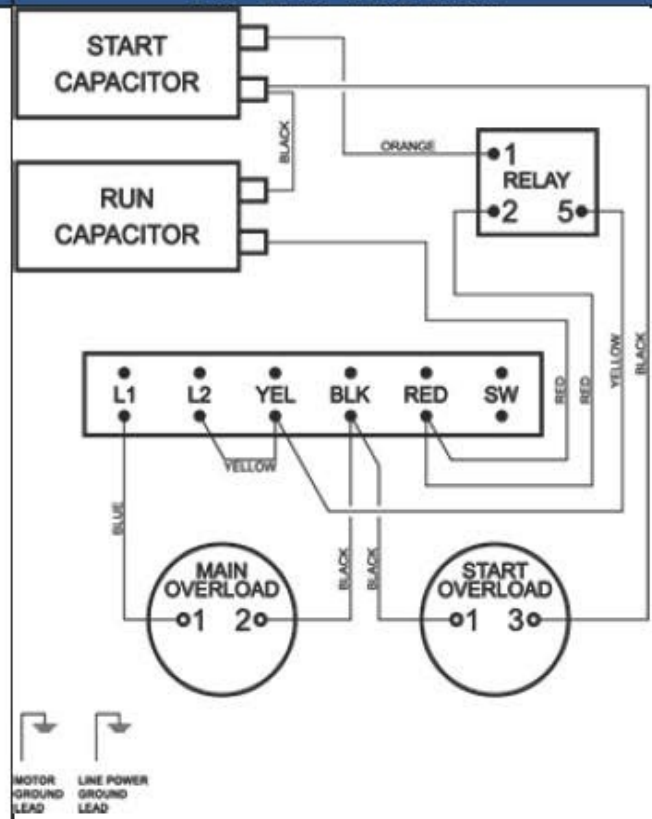 START
CAPACITOR
BLACK
ORANGE
1
RELAY
2 5
RUN
CAPACITOR
RED
RED
YELLOW
BLACK
L1 L2 YEL BLK RED SW
YELLOW
BLUE
BLACK
BLACK
MAIN
OVERLOAD
1 2
START
OVERLOAD
1 3
MOTOR
GROUND
LEAD
LINE POWER
GROUND
LEAD